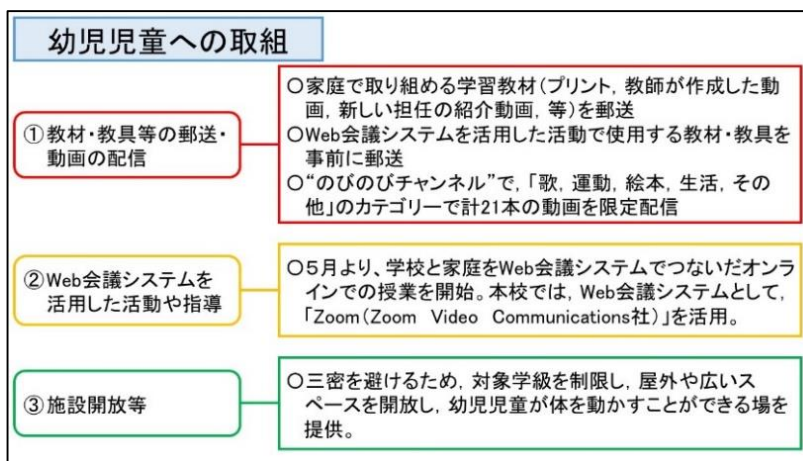 幼児児童への取組
①教材・教具等の郵送・
動画の配信
○家庭で取り組める学習教材(プリント,教師が作成した動
画,新しい担任の紹介動画,等)を郵送
○Web会議システムを活用した活動で使用する教材・教具を
事前に郵送
○“のびのびチャンネル”で,「歌,運動,絵本,生活,その
他」のカテゴリーで計21本の動画を限定配信
②Web会議システムを
活用した活動や指導
○5月より、学校と家庭をWeb会議システムでつないだオンラ
インでの授業を開始。本校では,Web会議システムとして,
「Zoom(Zoom Video Communications社)」を活用。
③施設開放等
○三密を避けるため,対象学級を制限し,屋外や広いス
ペースを開放し,幼児児童が体を動かすことができる場を
提供。